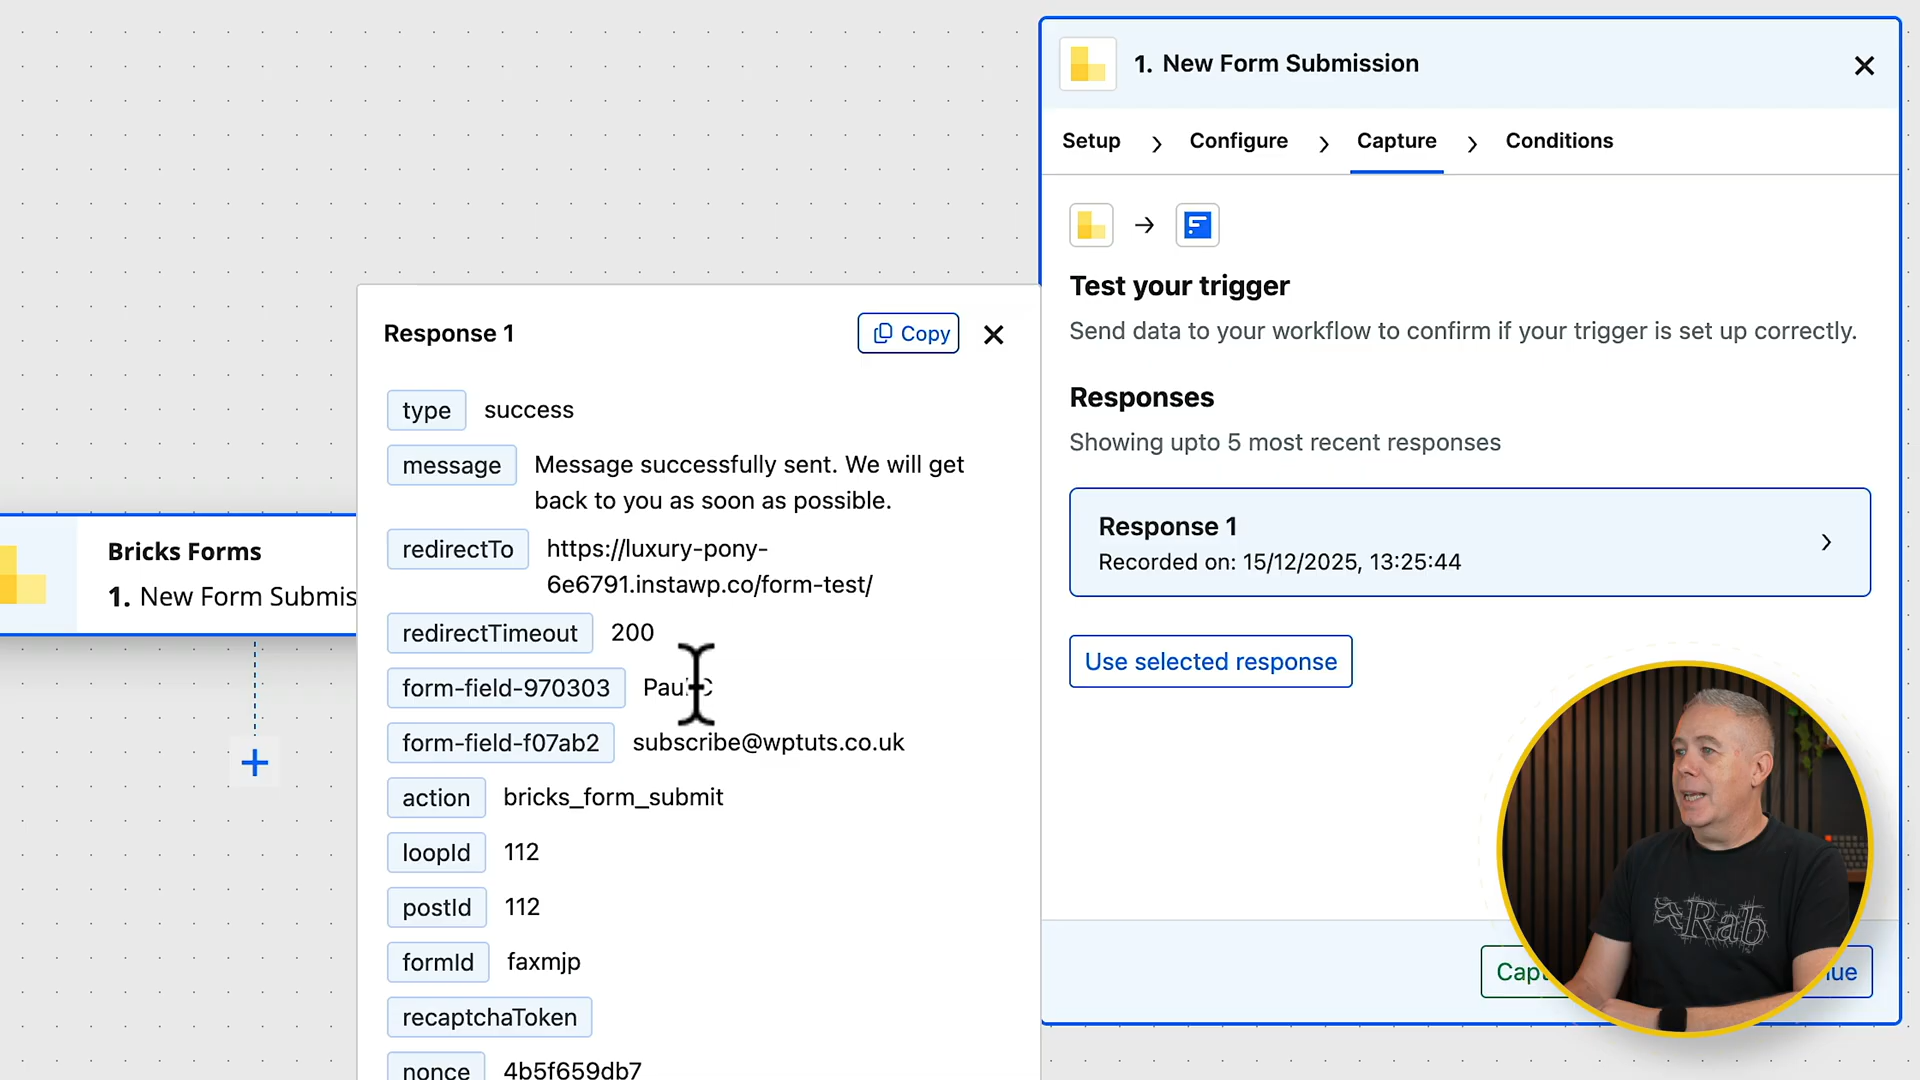 1. New Form Submission
Setup
Configure
Capture
Conditions
Test your trigger
Send data to your workflow to confirm if your trigger is set up correctly.
Responses
Showing upto 5 most recent responses
Response 1
Recorded on: 15/12/2025, 13:25:44
Use selected response
Response 1
Copy
type success
message Message successfully sent. We will get
back to you as soon as possible.
redirectTo https://luxury-pony-
6e6791.instawp.co/form-test/
redirectTimeout 200
form-field-970303 Paul C
form-field-f07ab2 subscribe@wptuts.co.uk
action bricks_form_submit
loopId 112
postId 112
formId faxmjp
recaptchaToken
nonce 4b5f659db7
Bricks Forms
1. New Form Submis
Rab